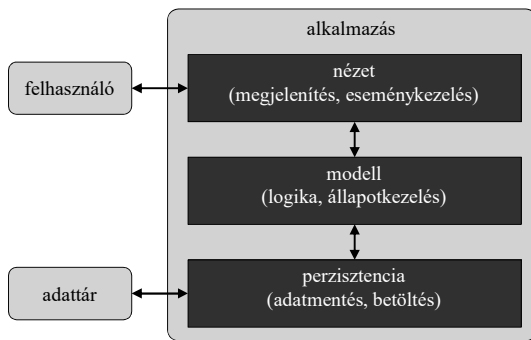 alkalmazás
felhasználó
nézet
(megjelenítés, eseménykezelés)
modell
(logika, állapotkezelés)
adattár
perzisztencia
(adatmentés, betöltés)